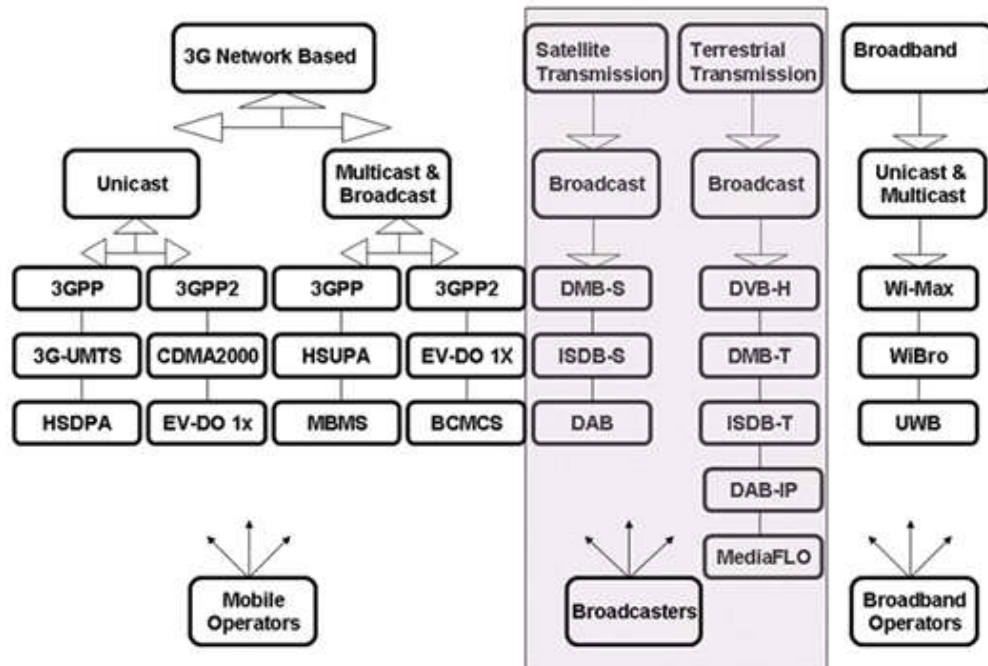 3G Network Based
Satellite
Transmission
Terrestrial
Transmission
Broadband
Unicast
Multicast &
Broadcast
Broadcast
Broadcast
Unicast &
Multicast
3GPP
3GPP2
3GPP
3GPP2
DMB-S
DVB-H
Wi-Max
3G-UMTS
CDMA2000
HSUPA
EV-DO 1X
ISDB-S
DMB-T
WiBro
HSDPA
EV-DO 1x
MBMS
BCMCS
DAB
ISDB-T
UWB
DAB-IP
MediaFLO
Mobile
Operators
Broadcasters
Broadband
Operators